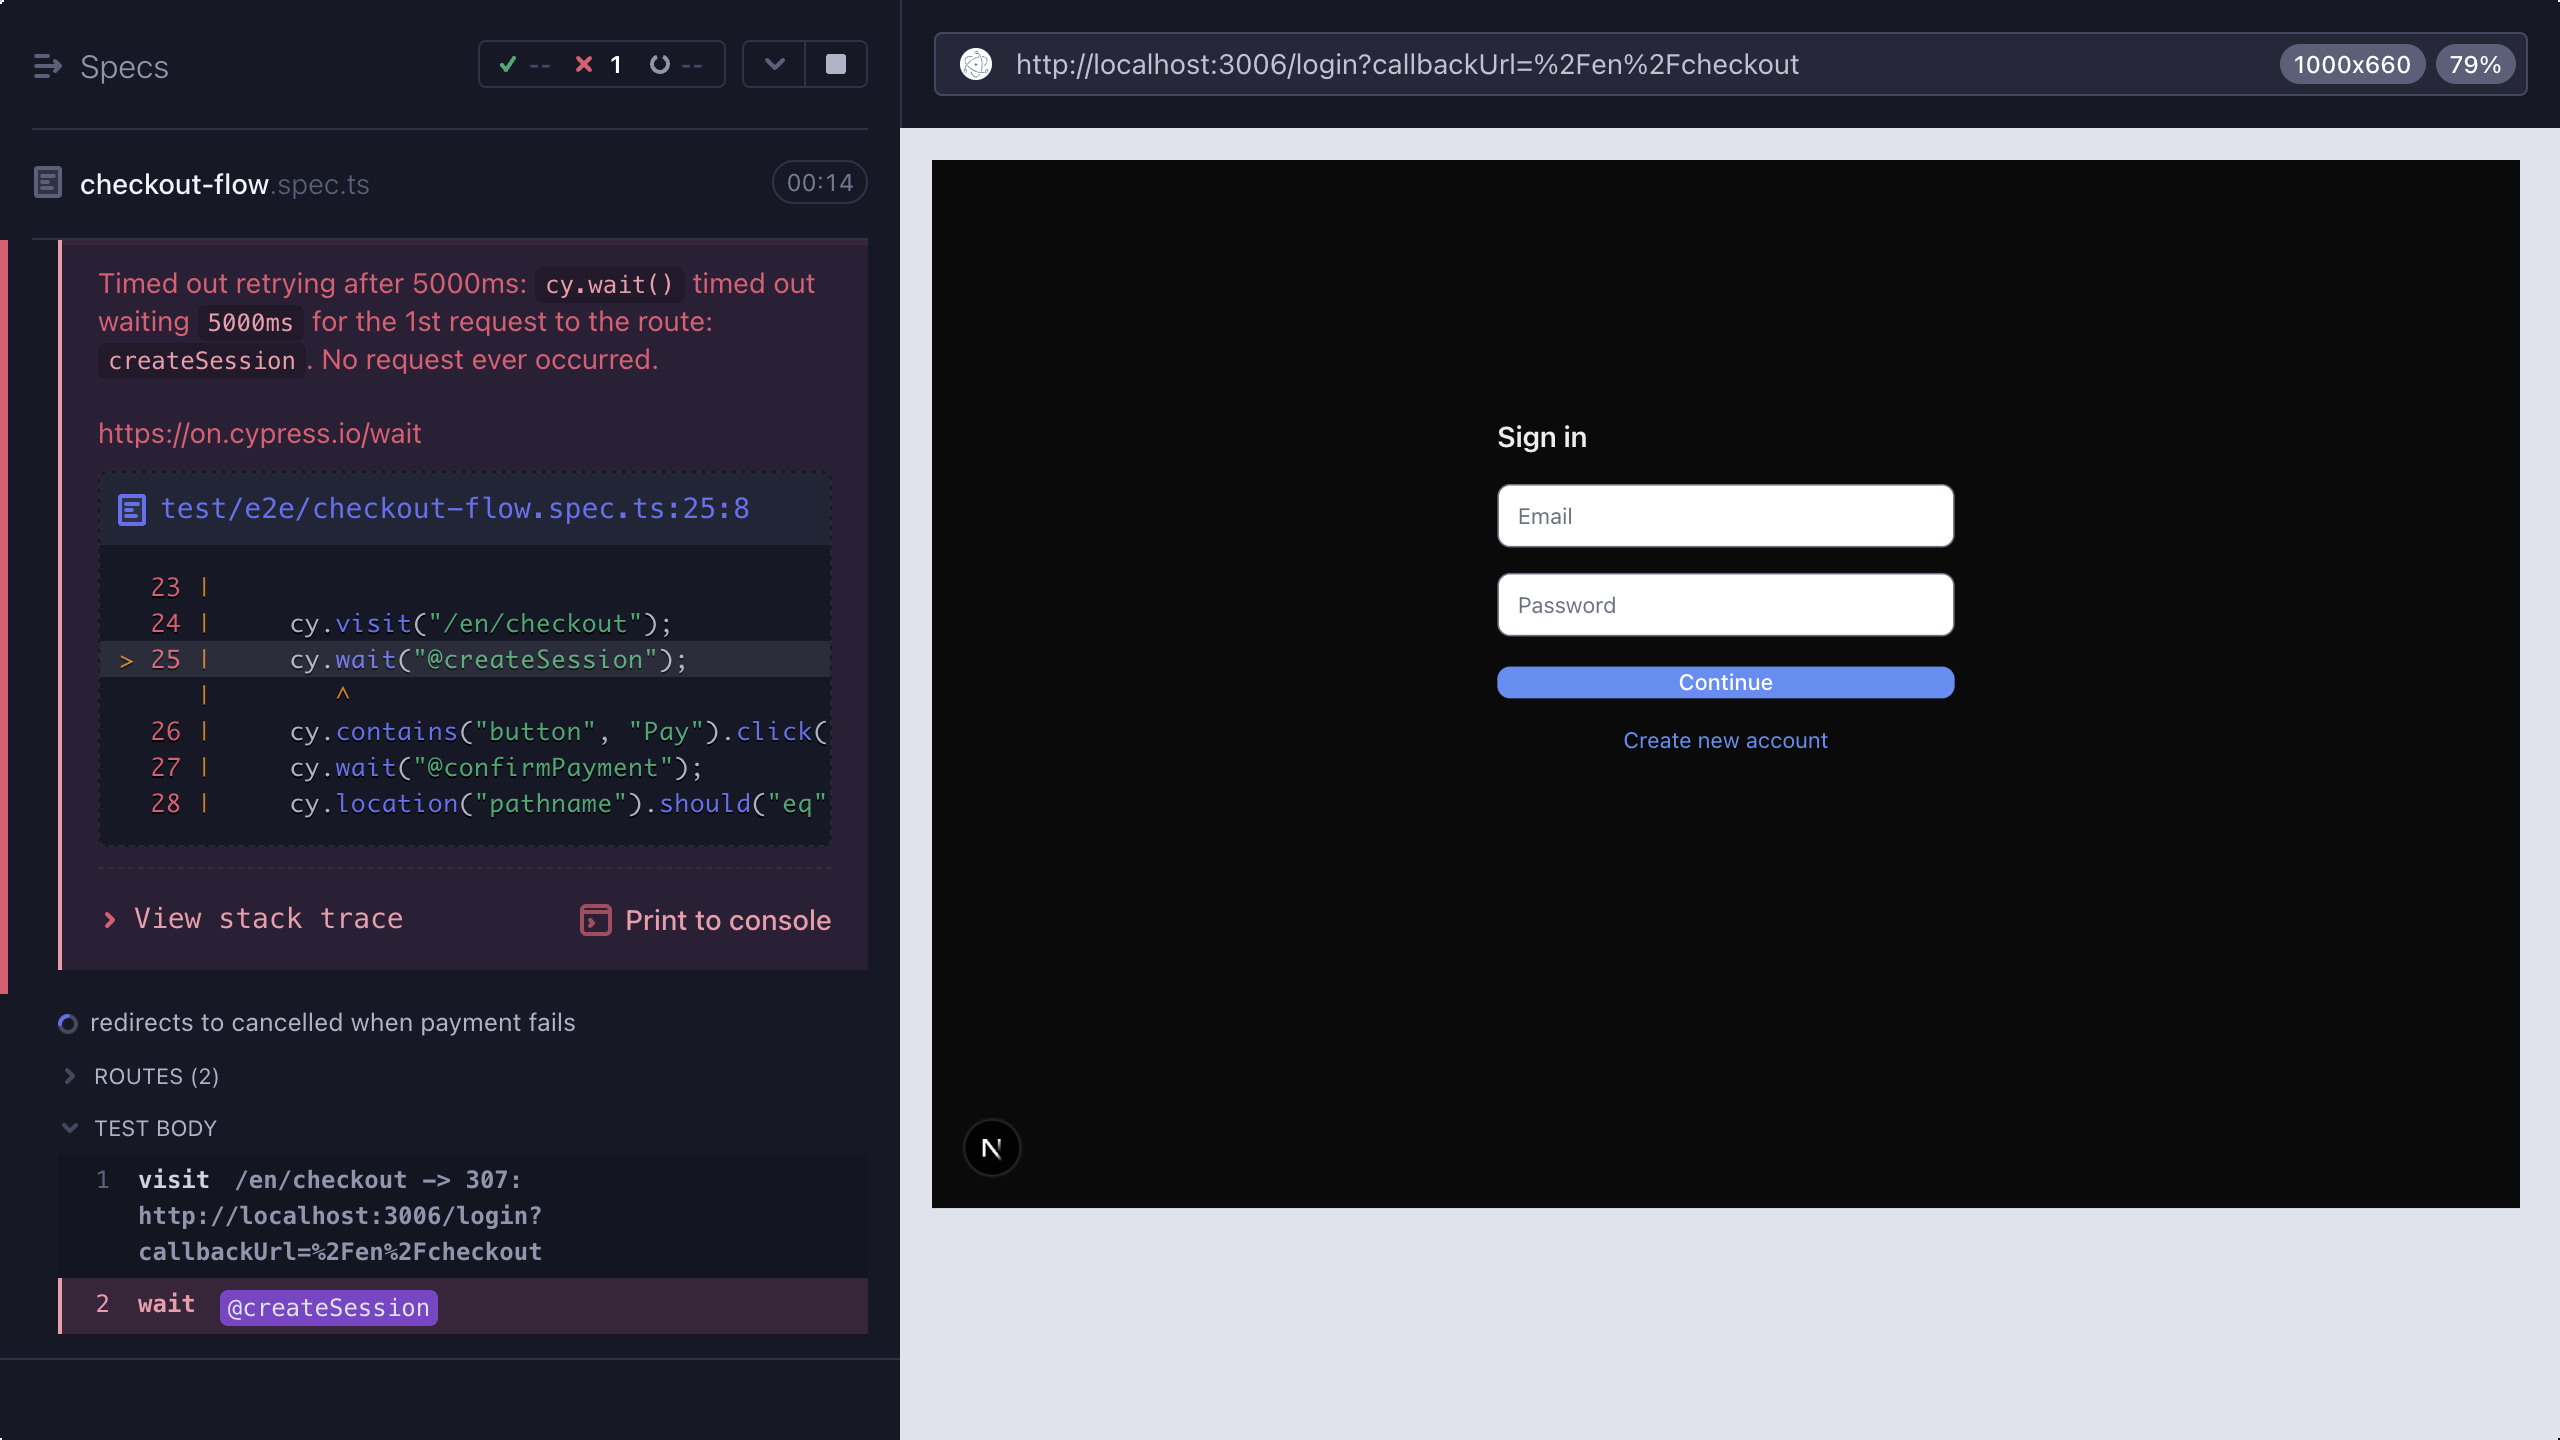 Specs
-- 1 --
checkout-flow.spec.ts
00:14
Timed out retrying after 5000ms: cy.wait() timed out
waiting 5000ms for the 1st request to the route:
createSession. No request ever occurred.
https://on.cypress.io/wait
test/e2e/checkout-flow.spec.ts:25:8
23 |
24 | cy.visit("/en/checkout");
> 25 | cy.wait("@createSession");
| ^
26 | cy.contains("button", "Pay").click(
27 | cy.wait("@confirmPayment");
28 | cy.location("pathname").should("eq"
View stack trace
Print to console
redirects to cancelled when payment fails
ROUTES (2)
TEST BODY
1 visit /en/checkout -> 307:
http://localhost:3006/login?
callbackUrl=%2Fen%2Fcheckout
2 wait @createSession
http://localhost:3006/login?callbackUrl=%2Fen%2Fcheckout
1000x660
79%
Sign in
Email
Password
Continue
Create new account
N